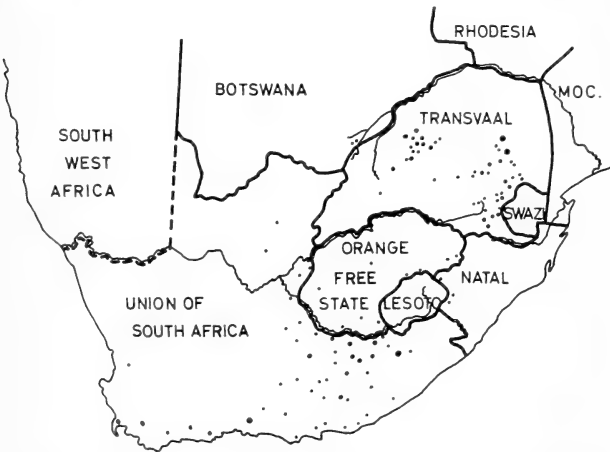 RHODESIA
BOTSWANA
MOC.
TRANSVAAL
SOUTH
WEST
AFRICA
SWAZI
ORANGE
FREE
STATE
LESOTO
NATAL
UNION OF
SOUTH AFRICA